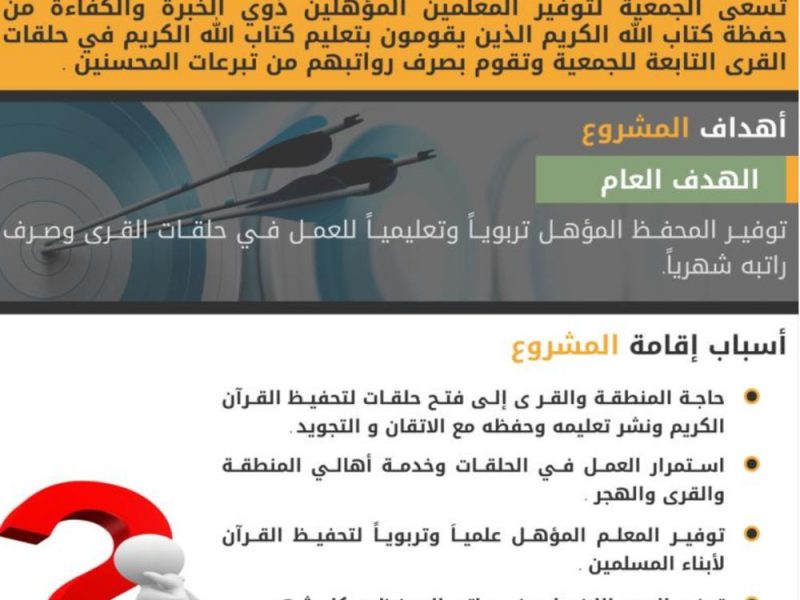 تسعى الجمعية لتوفير المعلمين المؤهلين ذوي الخبرة والكفاءة من
حفظة كتاب الله الكريم الذين يقومون بتعليم كتاب الله الكريم في حلقات
القرى التابعة للجمعية وتقوم بصرف رواتبهم من تبرعات المحسنين .
أهداف المشروع
الهدف العام
توفير المحفظ المؤهل تربوياً وتعليمياً للعمل في حلقات القرى وصرف
راتبه شهرياً.
أسباب إقامة المشروع
حاجة المنطقة والقر ى إلى فتح حلقات لتحفيظ القرآن
الكريم ونشر تعليمه وحفظه مع الاتقان و التجويد .
استمرار العمل في الحلقات وخدمة أهالي المنطقة
والقرى والهجر .
توفير المعلم المؤهل علمياَ وتربوياً لتحفيظ القرآن
لأبناء المسلمين .